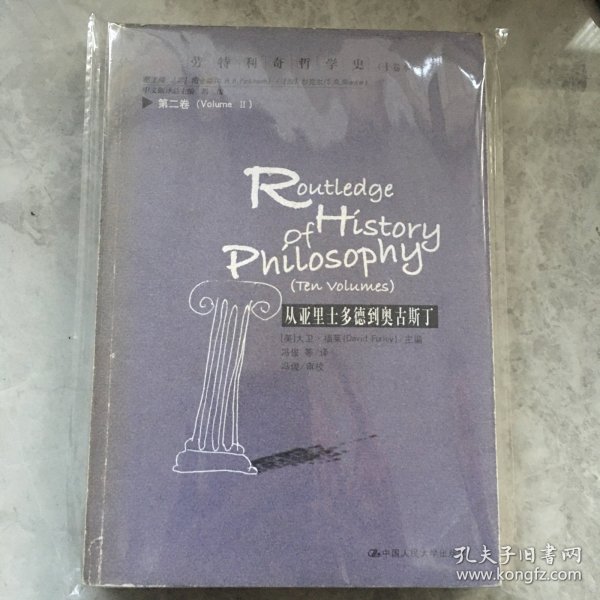 劳特利奇哲学史(十卷
▶第二卷(Volume Ⅱ)
Routledge
History
of
Philosophy
(Ten Volumes)
从亚里士多德到奥古斯丁
[英]大卫·福莱(David Furley)/主编
冯俊 等/译
冯俊/审校
中国人民大学出
孔夫子旧书网
www.kongfz.com